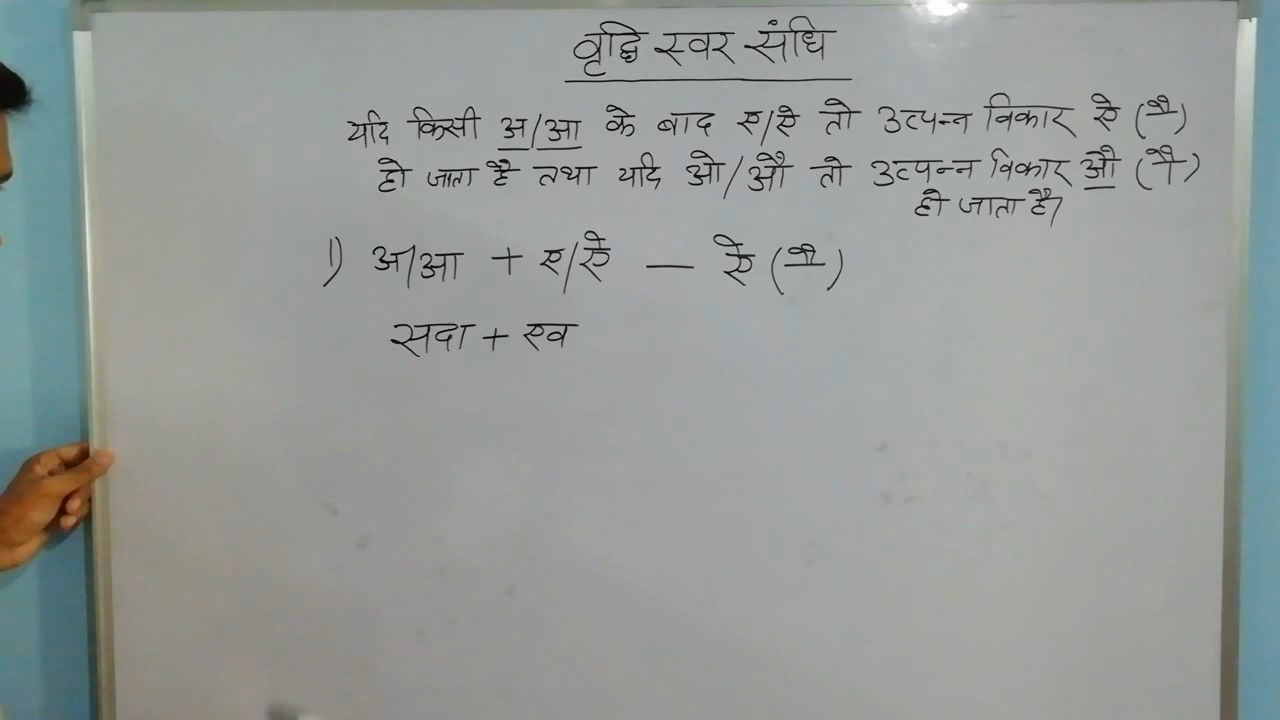 वृद्धि स्वर संधि
यदि किसी अ/आ के बाद ए/ऐ तो उत्पन्न विकार ऐ (ै)
हो जाता है तथा यदि ओ/औ तो उत्पन्न विकार औ (ौ)
हो जाता है।
1) अ/आ + ए/ऐ — ऐ (ै)
सदा + एव